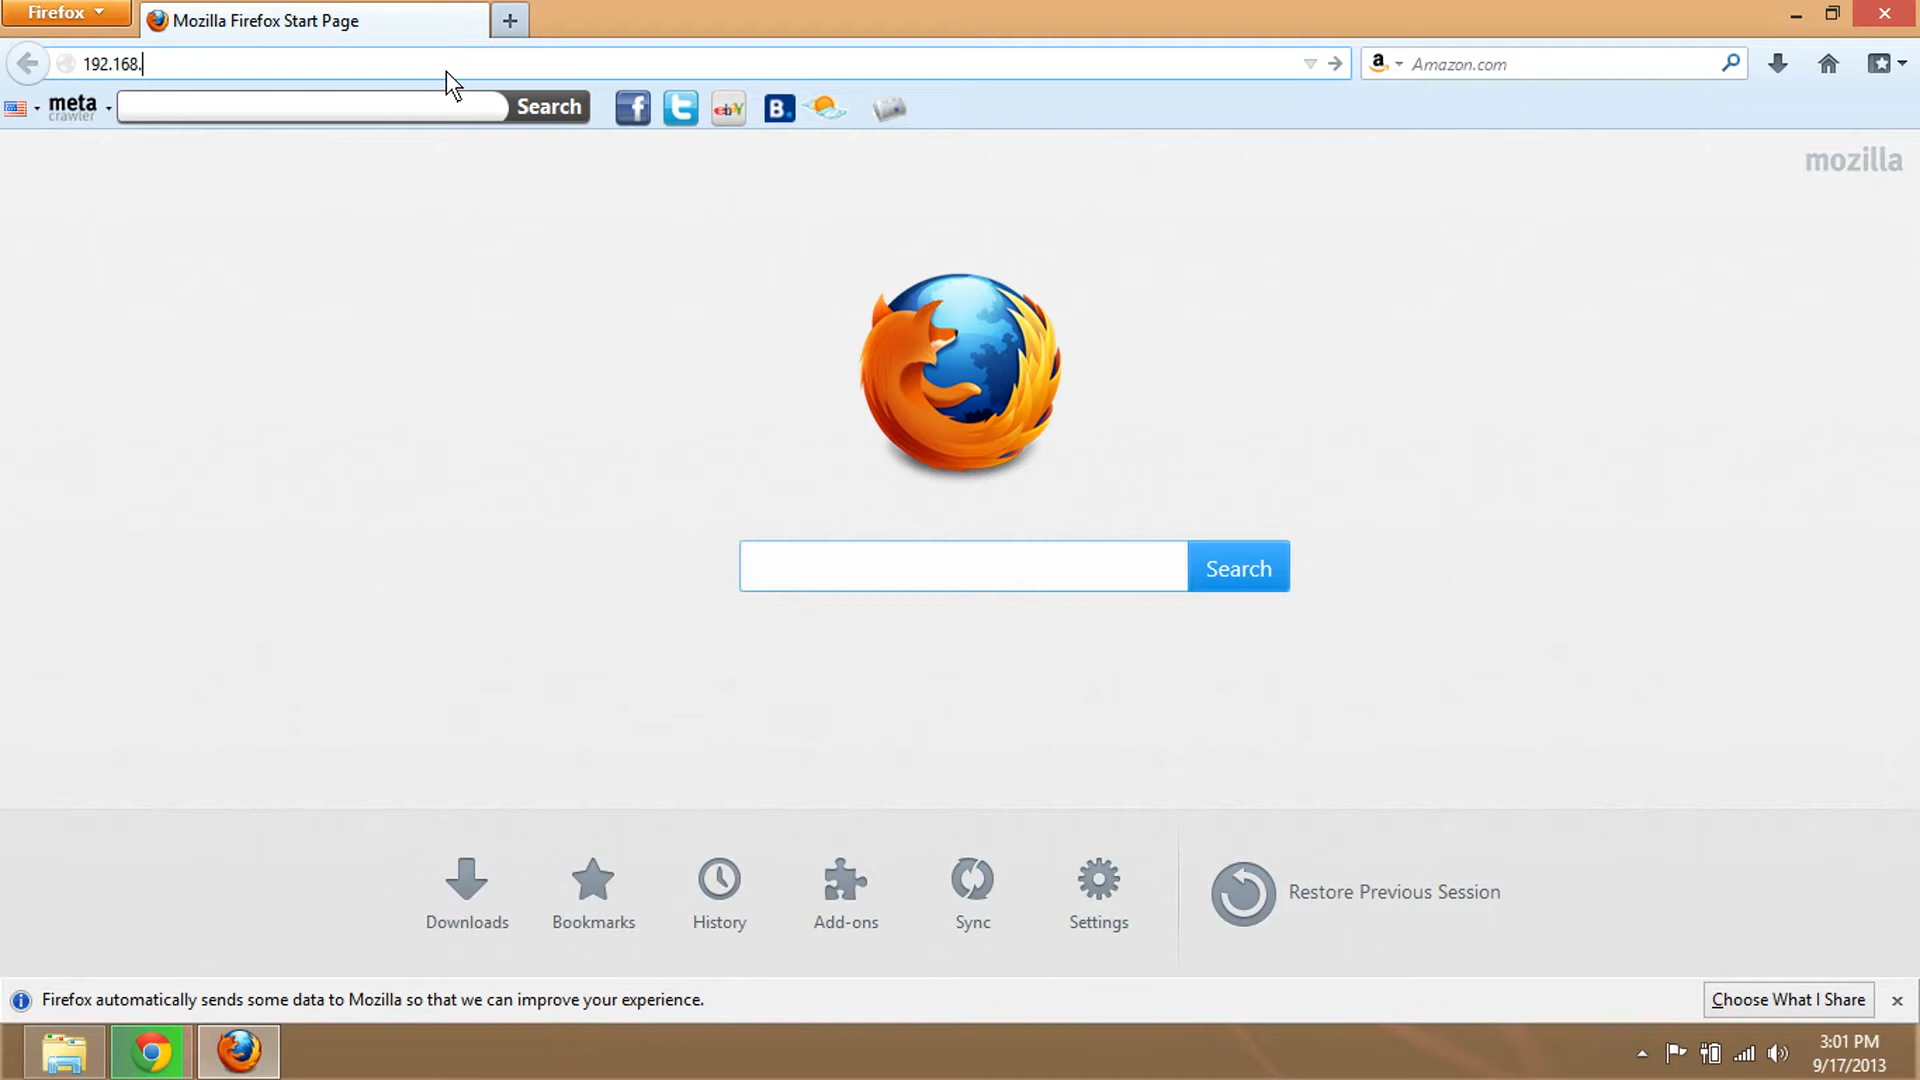 Firefox
Mozilla Firefox Start Page
192.168.
a
Amazon.com
meta
crawler
Search
f
t
ebY
B.
mozilla
Search
Downloads
Bookmarks
History
Add-ons
Sync
Settings
Restore Previous Session
Firefox automatically sends some data to Mozilla so that we can improve your experience.
Choose What I Share
3:01 PM
9/17/2013